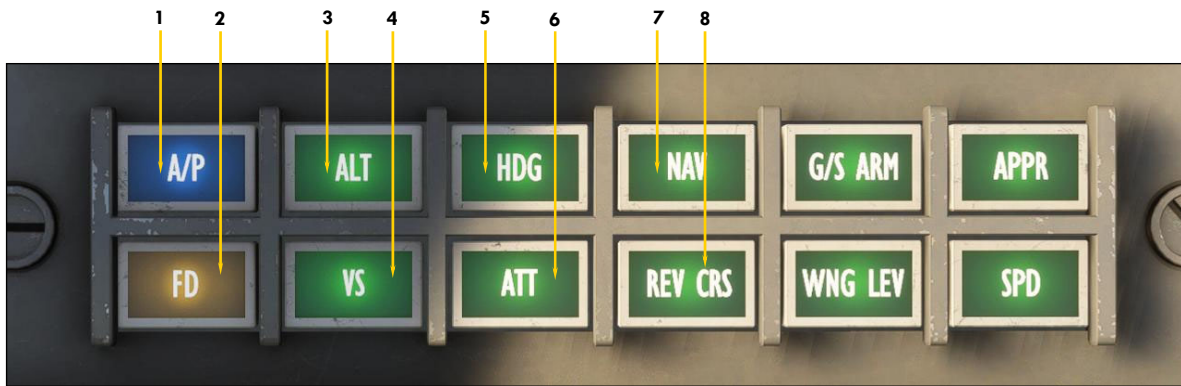 1 2 3 4 5 6 7 8
A/P ALT HDG NAV G/S ARM APPR
FD VS ATT REV CRS WNG LEV SPD